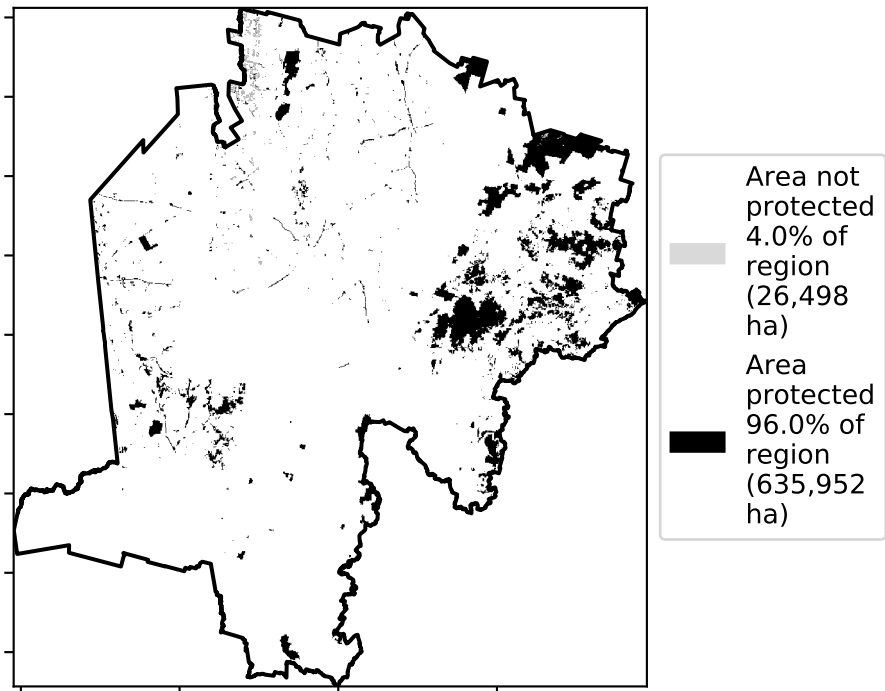 Area not
protected
4.0% of
region
(26,498
ha)
Area
protected
96.0% of
region
(635,952
ha)